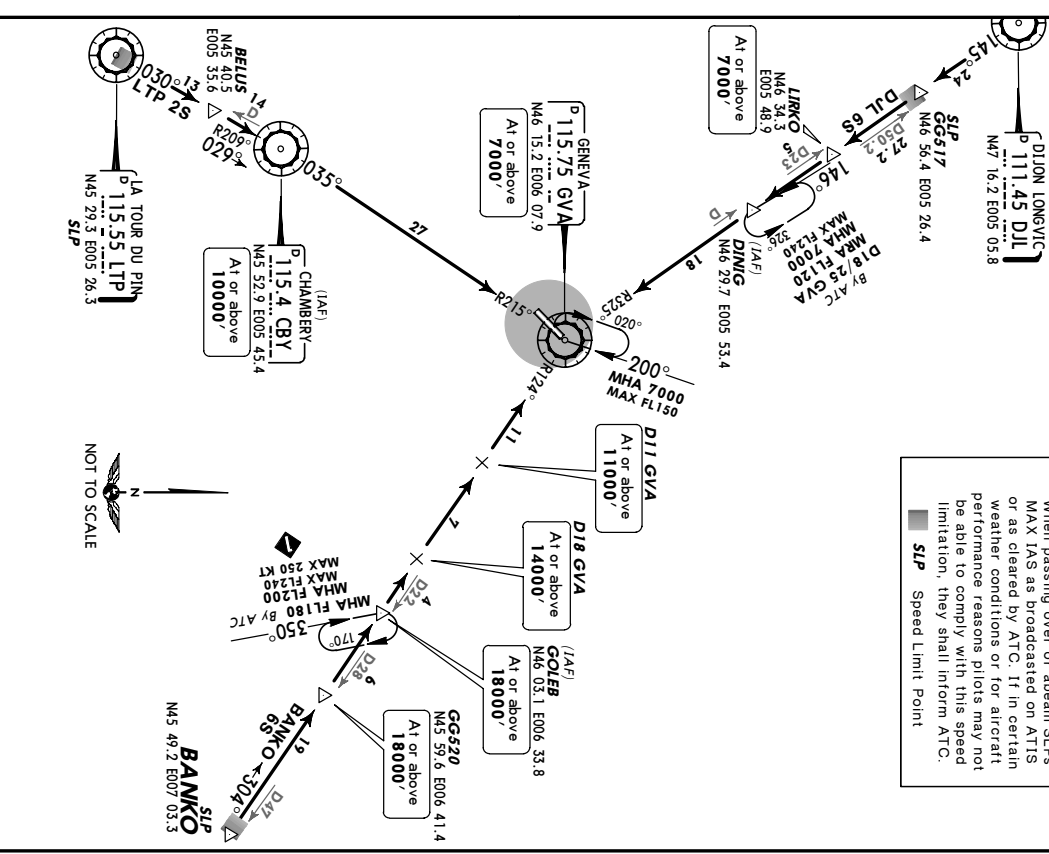 DIJON LONGVIC
D 111.45 DJL
N47 16.2 E005 05.8
145°
24
SLP
GG517
N46 56.4 E005 26.4
DJL 6S
D50.2
27.2
LIRKO
N46 34.3
E005 48.9
At or above
7000'
D23
5
146°
326°
D18/25 GVA
MRA FL120
MHA 7000
MAX FL240
By ATC
(IAF)
DINIG
N46 29.7 E005 53.4
D
18
R325°
GENEVA
D 115.75 GVA
N46 15.2 E006 07.9
At or above
7000'
020°
200°
MHA 7000
MAX FL150
R215°
R124°
LA TOUR DU PIN
D 115.55 LTP
N45 29.3 E005 26.3
SLP
030°
13
LTP 2S
BELUS
N45 40.5
E005 35.6
14
D
R209°
029°
(IAF)
CHAMBERY
D 115.4 CBY
N45 52.9 E005 45.4
At or above
10000'
035°
27
11
D11 GVA
At or above
11000'
7
D18 GVA
At or above
14000'
D22
4
(IAF)
GOLEB
N46 03.1 E006 33.8
At or above
18000'
350°
170°
MHA FL180 By ATC
MHA FL200
MAX FL240
MAX 250 KT
D28
6
GG520
N45 59.6 E006 41.4
At or above
18000'
BANKO
6S
19
304°
D47
SLP
BANKO
N45 49.2 E007 03.3
N
NOT TO SCALE
When passing over or abeam SLPs
MAX IAS as broadcasted on ATIS
or as cleared by ATC. If in certain
weather conditions or for aircraft
performance reasons pilots may not
be able to comply with this speed
limitation, they shall inform ATC.
SLP Speed Limit Point